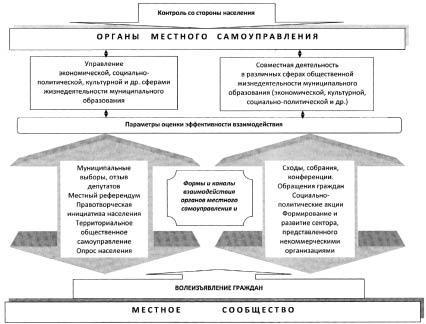 Контроль со стороны населения
ОРГАНЫ МЕСТНОГО САМОУПРАВЛЕНИЯ
Управление
экономической, социально-
политической, культурной и др. сферами
жизнедеятельности муниципального
образования
Совместная деятельность
в различных сферах общественной
жизнедеятельности муниципального
образования (экономической, культурной,
социально-политической и др.)
Параметры оценки эффективности взаимодействия
Муниципальные
выборы, отзыв
депутатов
Местный референдум
Правотворческая
инициатива населения
Территориальное
общественное
самоуправление
Опрос населения
Формы и каналы
взаимодействия
органов местного
самоуправления и
Сходы, собрания,
конференции.
Обращения граждан
Социально-
политические акции
Формирование и
развитие сектора,
представленного
некоммерческими
организациями
ВОЛЕИЗЪЯВЛЕНИЕ ГРАЖДАН
МЕСТНОЕ СООБЩЕСТВО